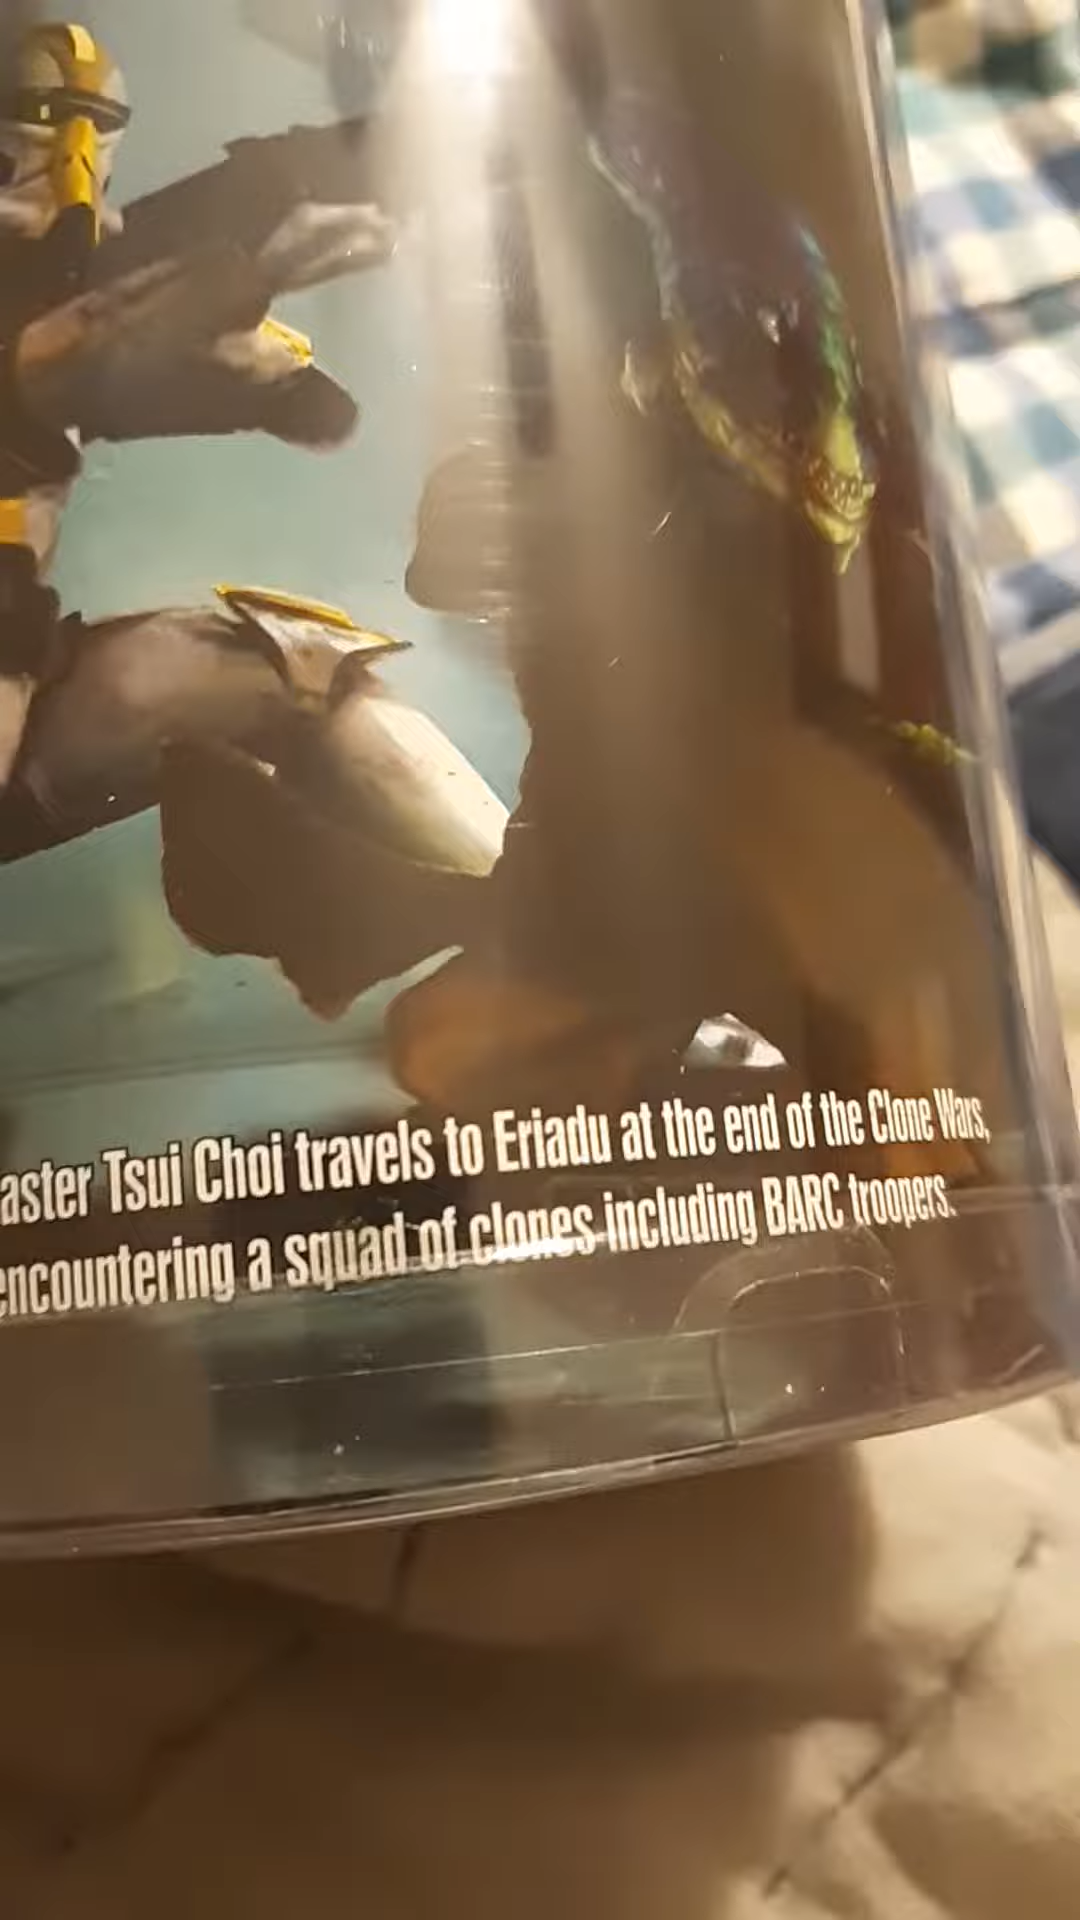 aster Tsui Choi travels to Eriadu at the end of the Clone Wars,
encountering a squad of clones including BARC troopers.